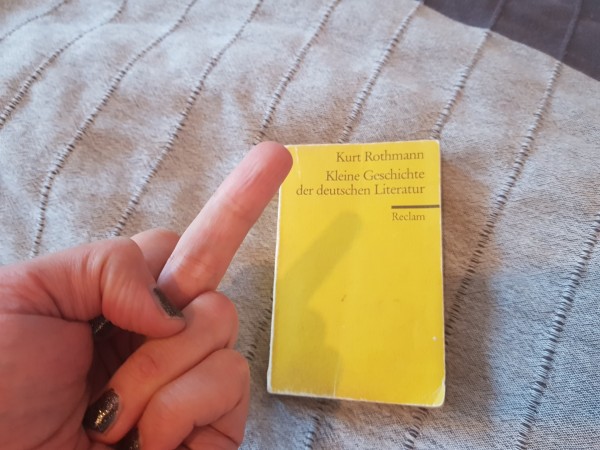 Kurt Rothmann
Kleine Geschichte
der deutschen Literatur
Reclam